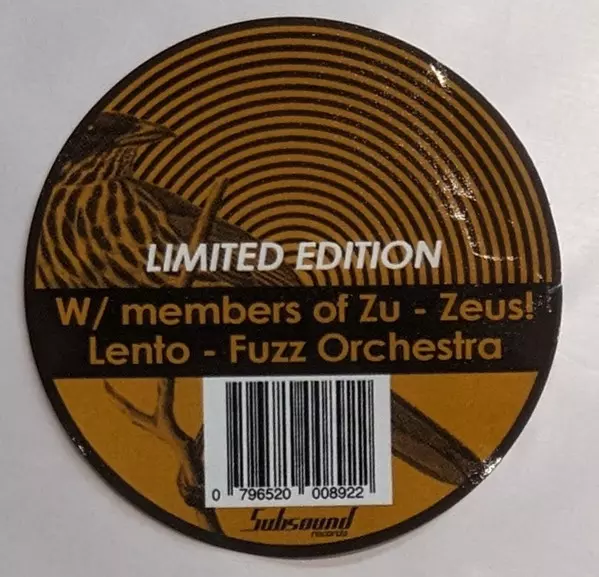 LIMITED EDITION
W/ members of Zu - Zeus!
Lento - Fuzz Orchestra
0 796520 008922
Subsound
records